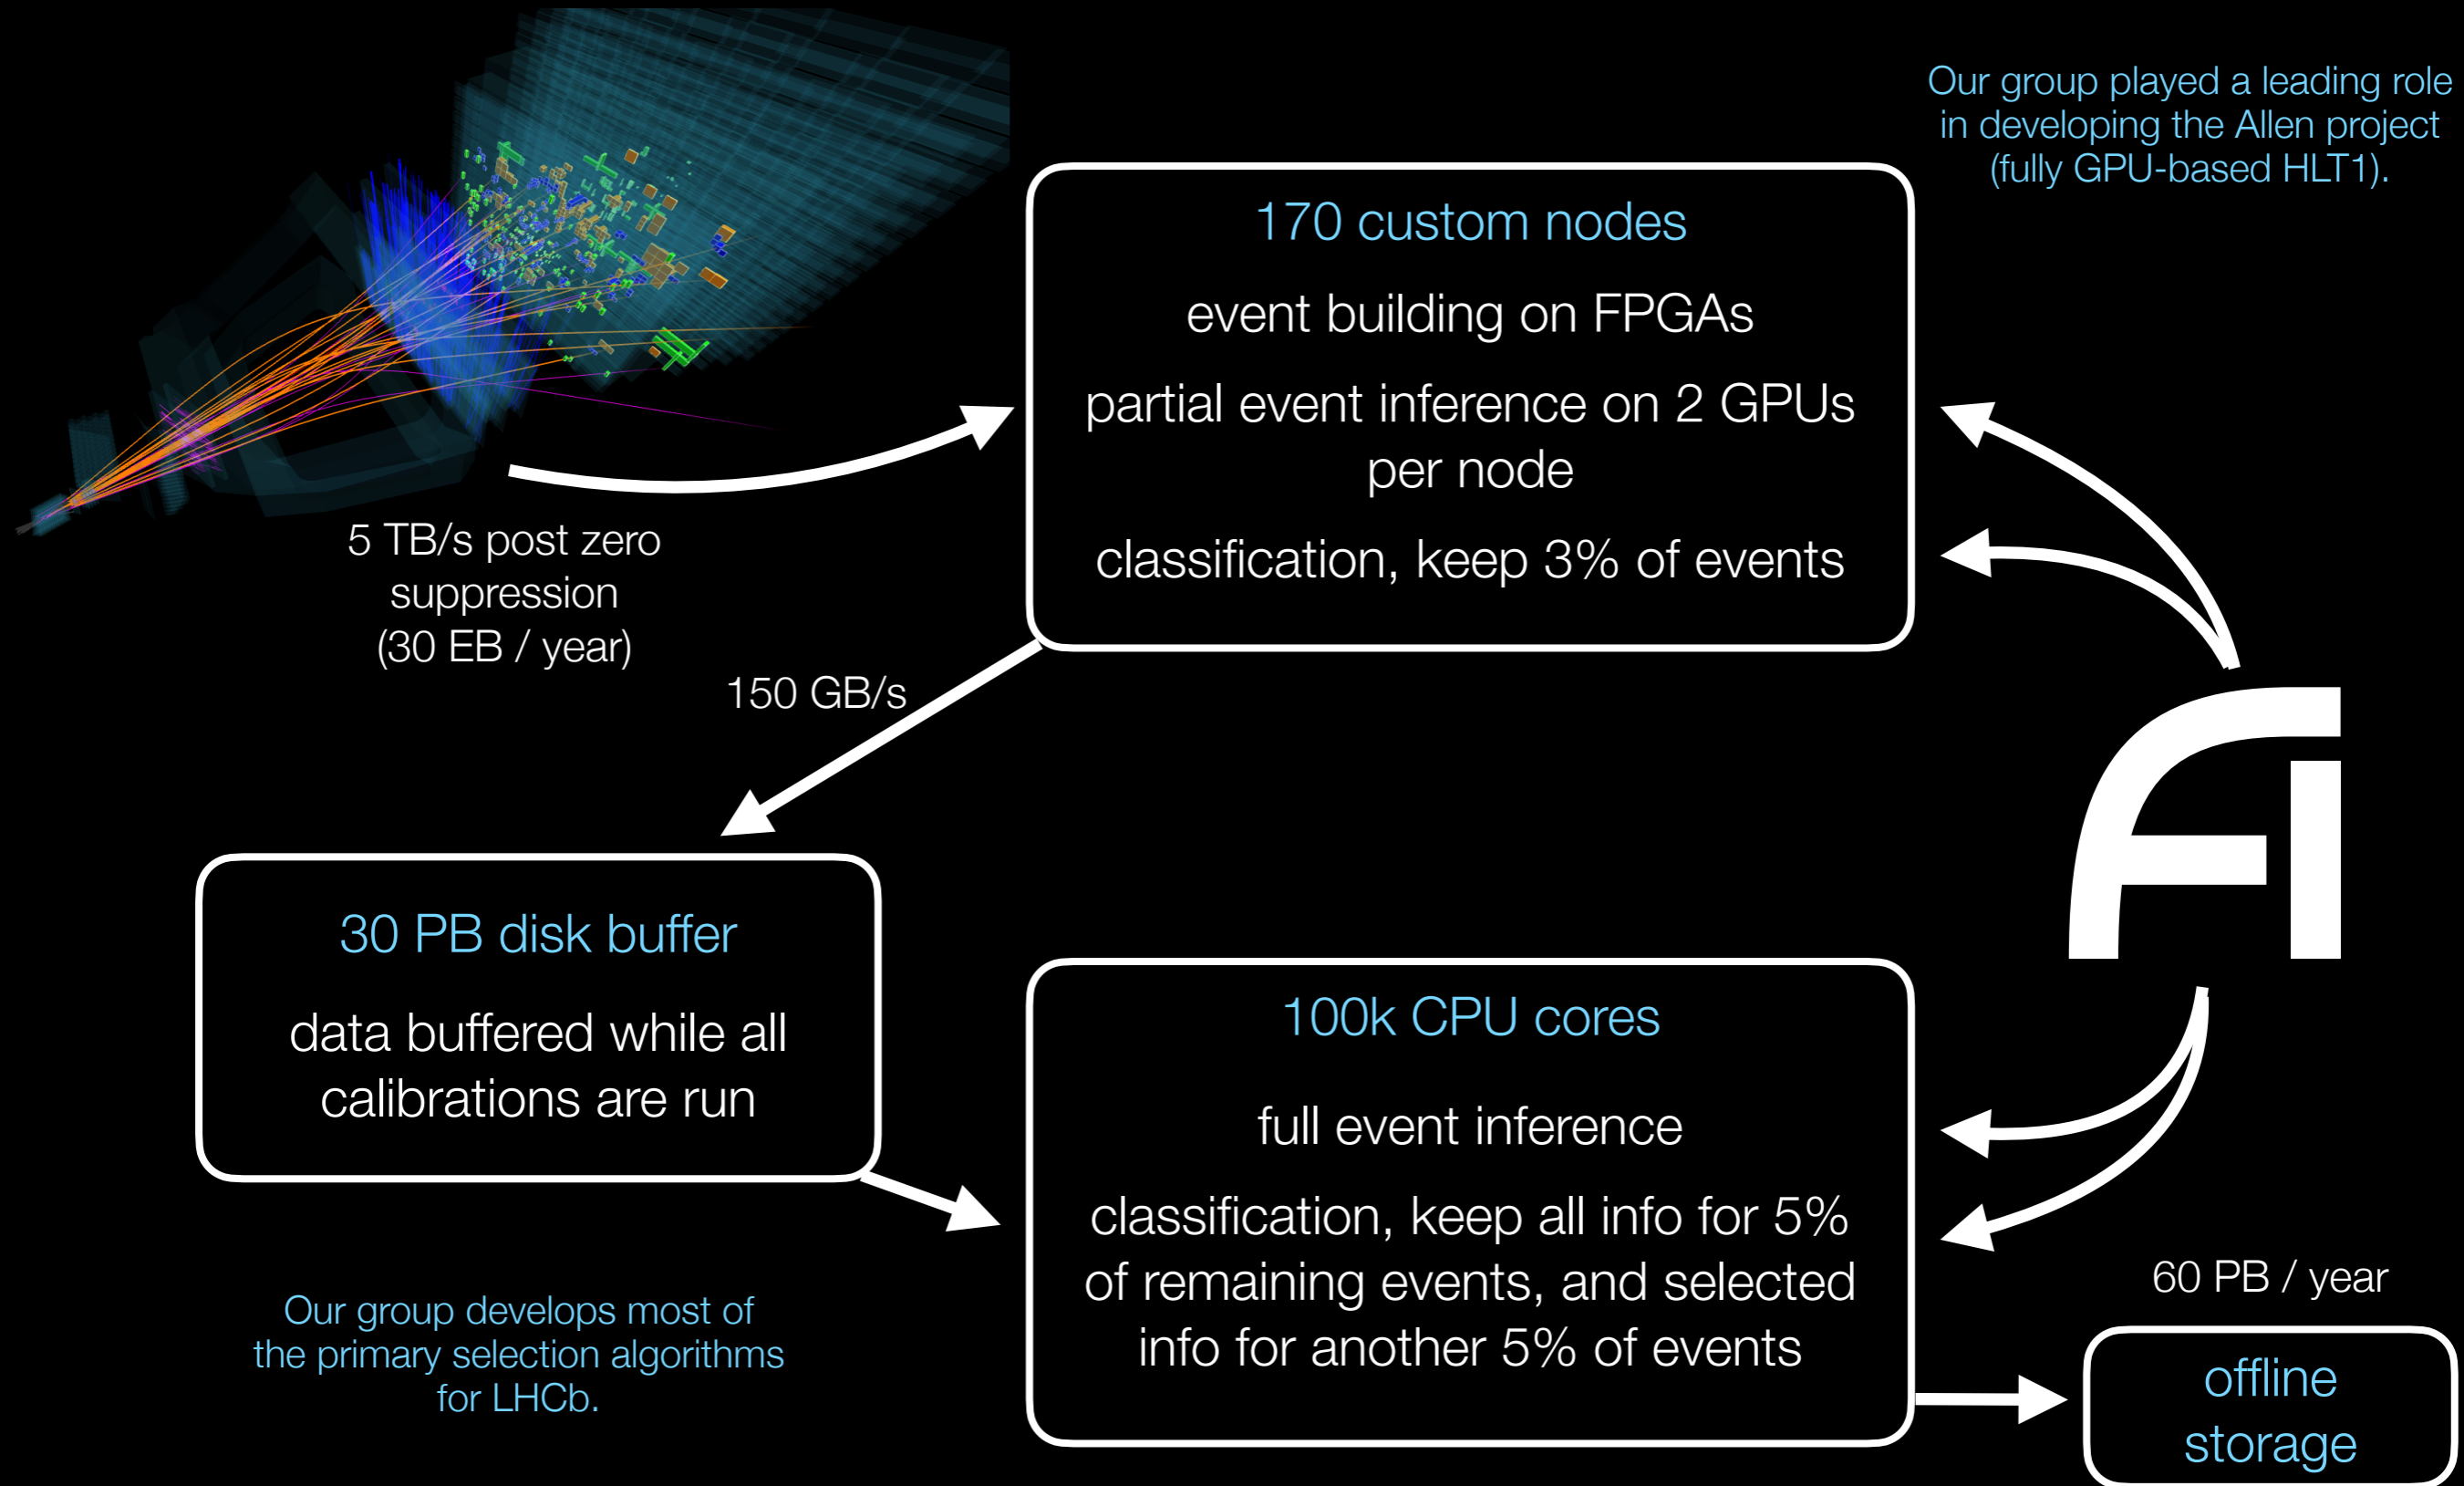 Our group played a leading role
in developing the Allen project
(fully GPU-based HLT1).
170 custom nodes
event building on FPGAs
partial event inference on 2 GPUs
per node
classification, keep 3% of events
5 TB/s post zero
suppression
(30 EB / year)
150 GB/s
AI
30 PB disk buffer
data buffered while all
calibrations are run
100k CPU cores
full event inference
classification, keep all info for 5%
of remaining events, and selected
info for another 5% of events
Our group develops most of
the primary selection algorithms
for LHCb.
60 PB / year
offline
storage